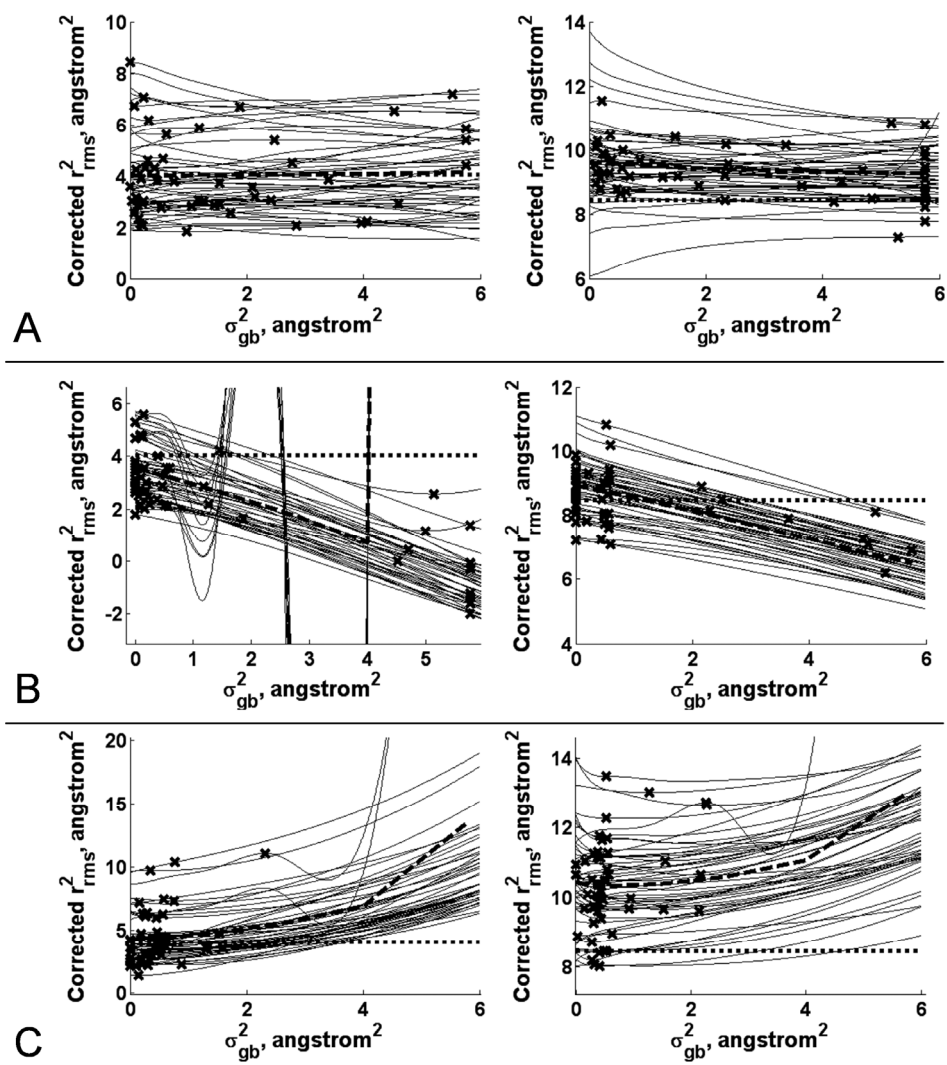 Corrected r²rms, angstrom²
10
8
6
4
2
0
0 2 4 6
σ²gb, angstrom²
Corrected r²rms, angstrom²
14
12
10
8
6
0 2 4 6
σ²gb, angstrom²
A
Corrected r²rms, angstrom²
6
4
2
0
-2
0 1 2 3 4 5
σ²gb, angstrom²
Corrected r²rms, angstrom²
12
10
8
6
4
0 2 4 6
σ²gb, angstrom²
B
Corrected r²rms, angstrom²
20
15
10
5
0
0 2 4 6
σ²gb, angstrom²
Corrected r²rms, angstrom²
14
12
10
8
0 2 4 6
σ²gb, angstrom²
C